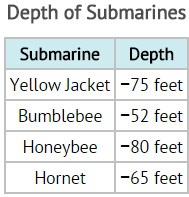 Depth of Submarines
Submarine Depth
Yellow Jacket −75 feet
Bumblebee −52 feet
Honeybee −80 feet
Hornet −65 feet